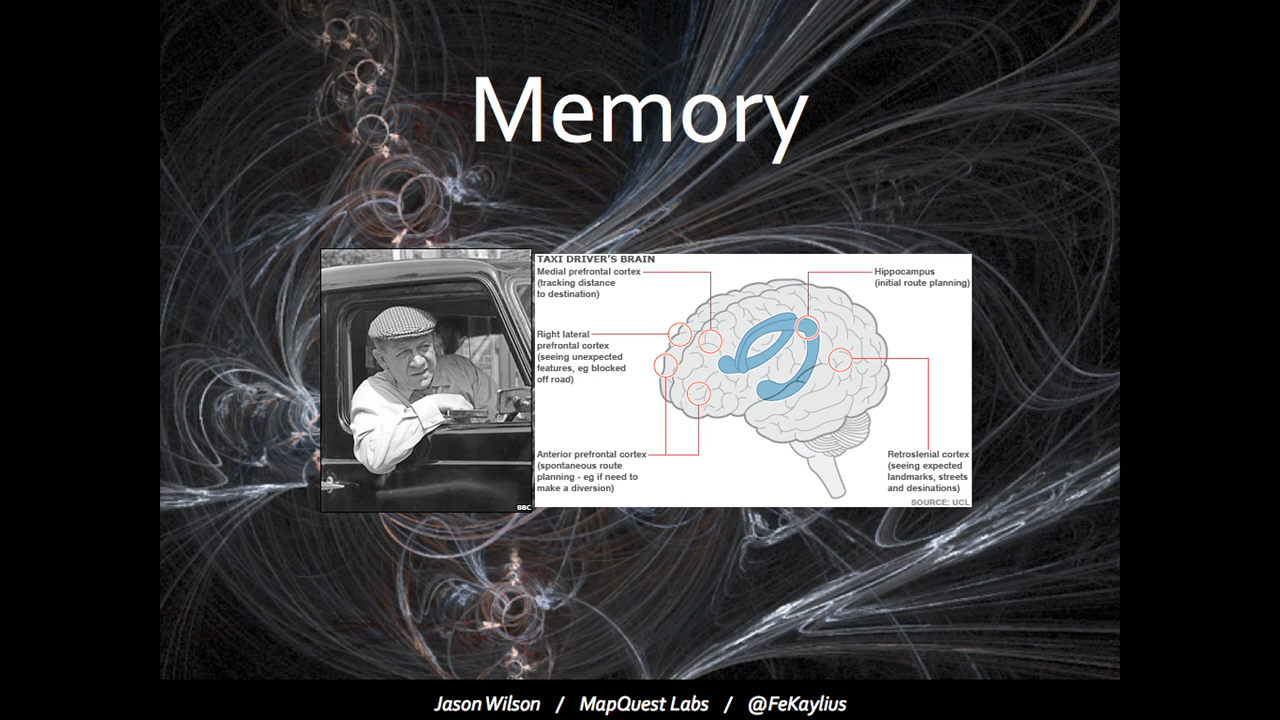 Memory
TAXI DRIVER'S BRAIN
Medial prefrontal cortex
(tracking distance
to destination)
Hippocampus
(initial route planning)
Right lateral
prefrontal cortex
(seeing unexpected
features, eg blocked
off road)
Anterior prefrontal cortex
(spontaneous route
planning - eg if need to
make a diversion)
Retroslenial cortex
(seeing expected
landmarks, streets
and desinations)
SOURCE: UCL
BBC
Jason Wilson / MapQuest Labs / @FeKaylius